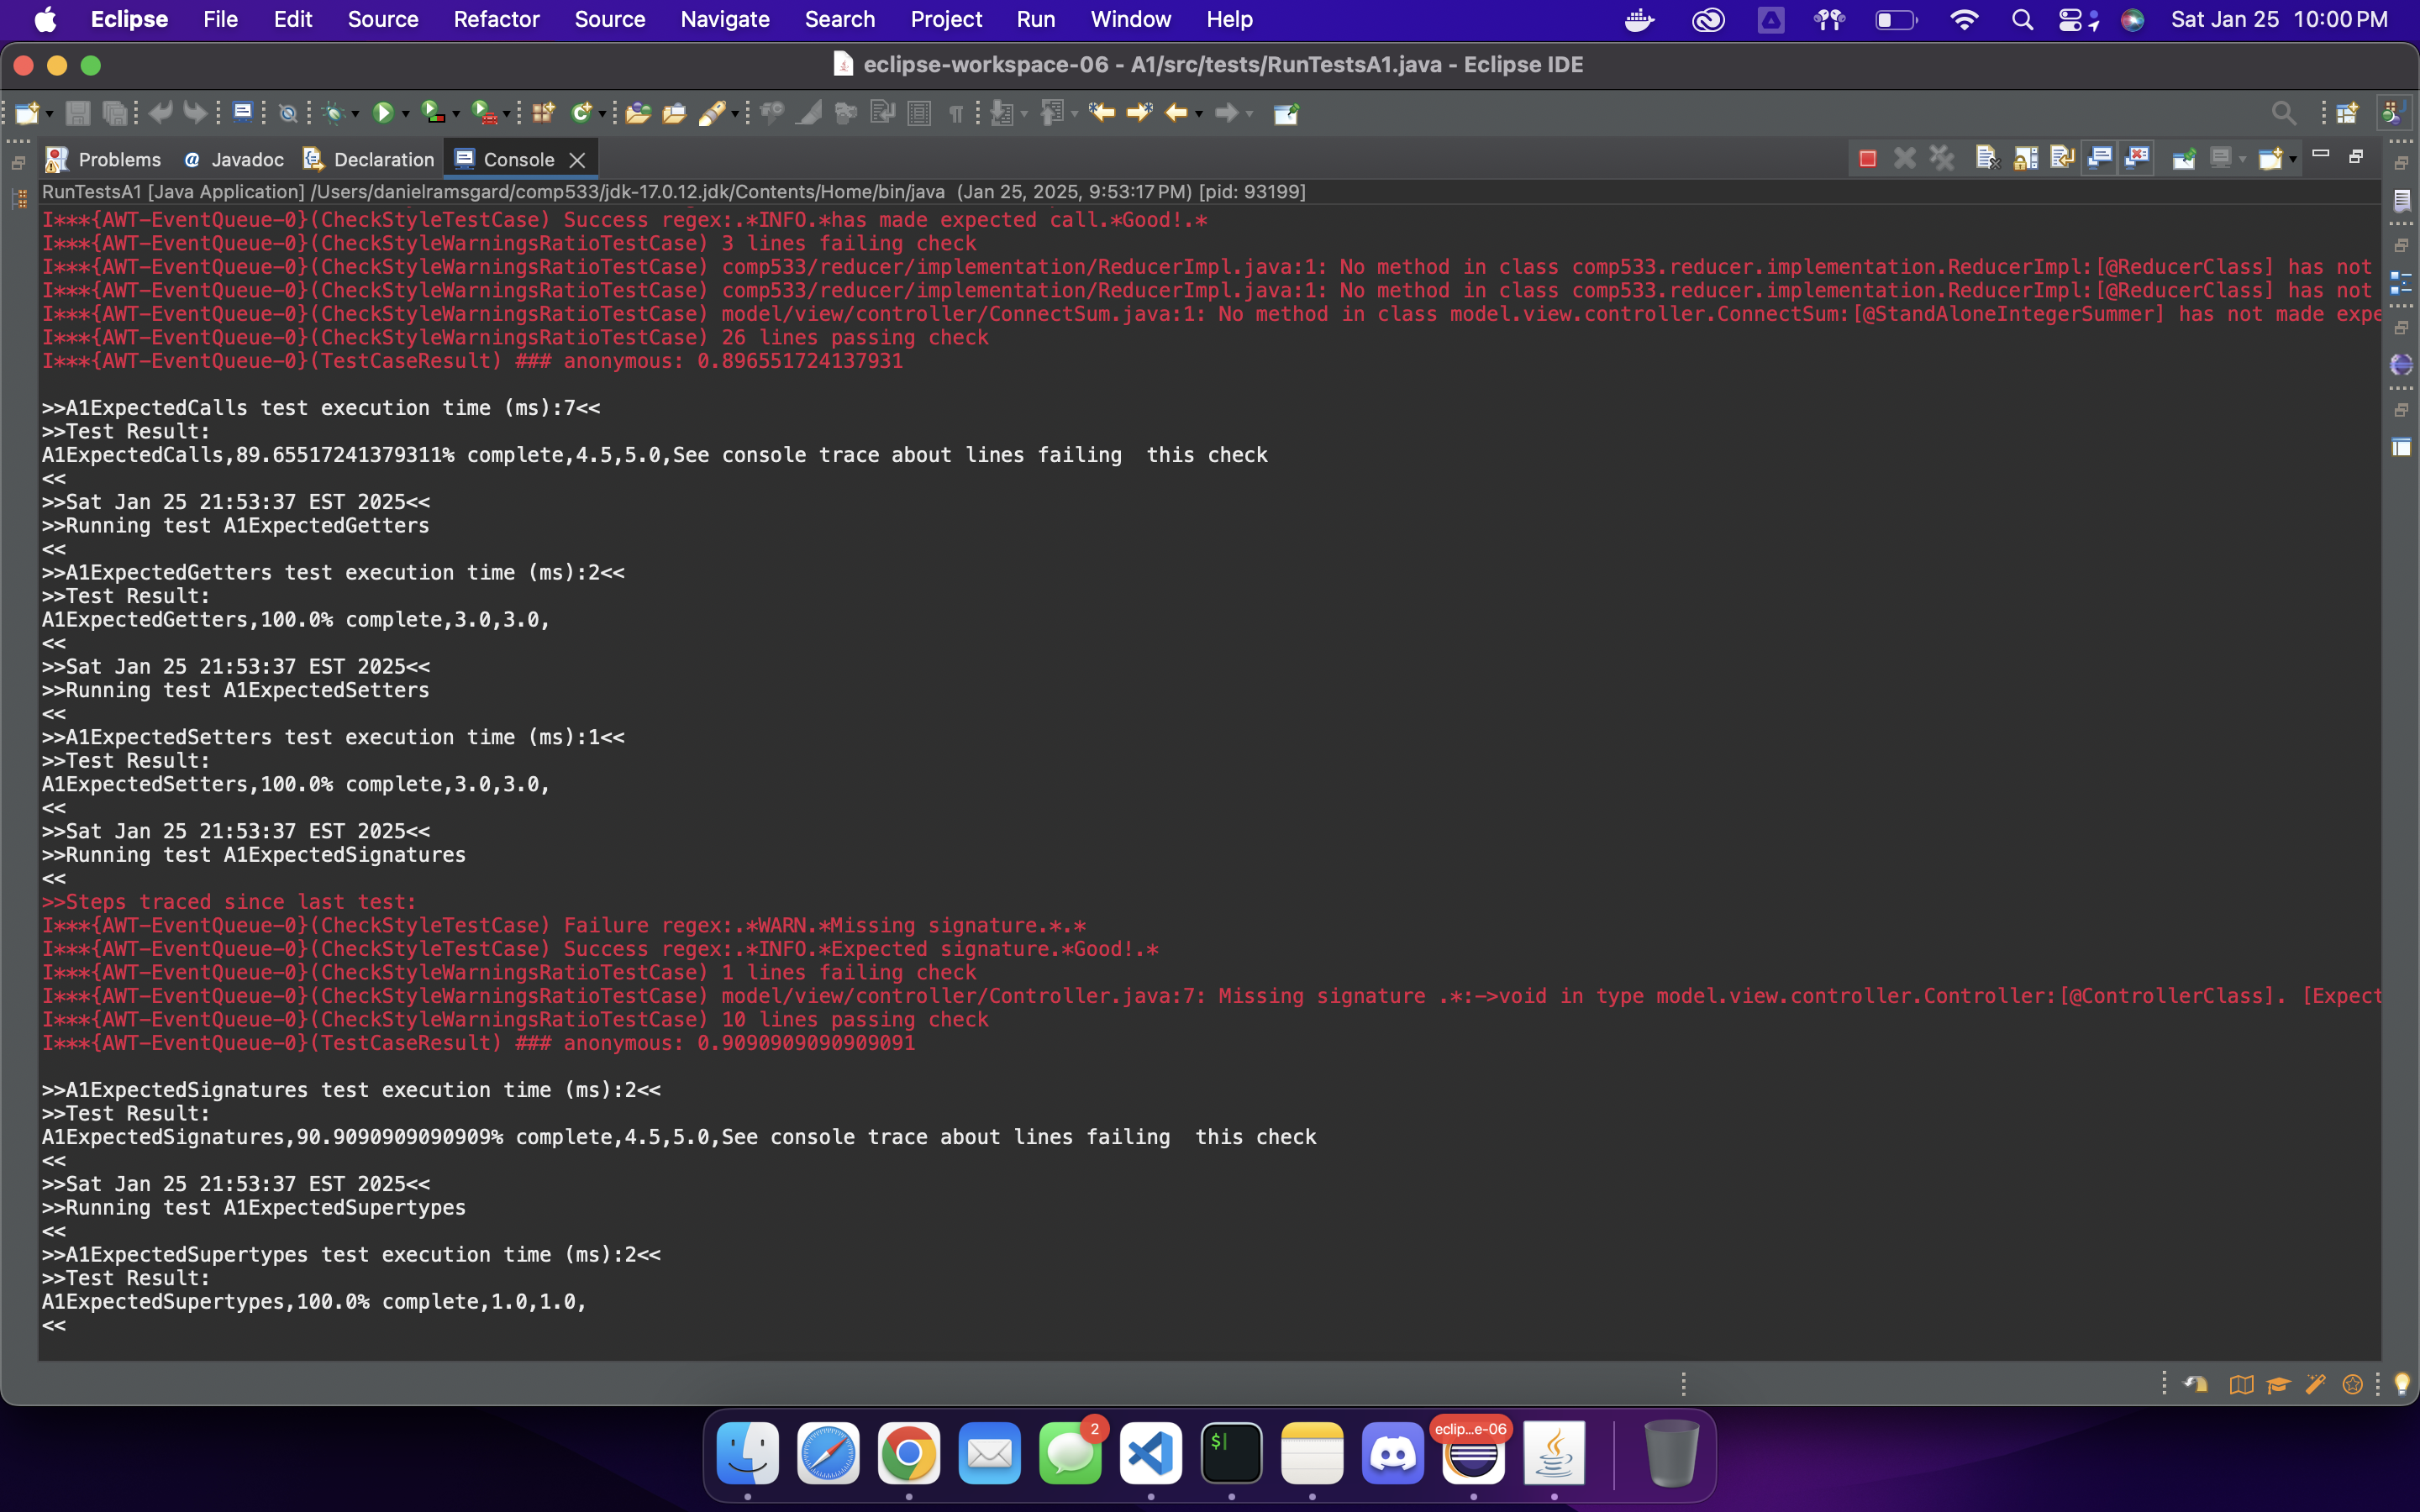 Eclipse File Edit Source Refactor Source Navigate Search Project Run Window Help Sat Jan 25 10:00 PM
eclipse-workspace-06 - A1/src/tests/RunTestsA1.java - Eclipse IDE
Problems @ Javadoc Declaration Console
RunTestsA1 [Java Application] /Users/danielramsgard/comp533/jdk-17.0.12.jdk/Contents/Home/bin/java (Jan 25, 2025, 9:53:17 PM) [pid: 93199]
I***{AWT-EventQueue-0}(CheckStyleTestCase) Success regex:.*INFO.*has made expected call.*Good!.*
I***{AWT-EventQueue-0}(CheckStyleWarningsRatioTestCase) 3 lines failing check
I***{AWT-EventQueue-0}(CheckStyleWarningsRatioTestCase) comp533/reducer/implementation/ReducerImpl.java:1: No method in class comp533.reducer.implementation.ReducerImpl:[@ReducerClass] has not
I***{AWT-EventQueue-0}(CheckStyleWarningsRatioTestCase) comp533/reducer/implementation/ReducerImpl.java:1: No method in class comp533.reducer.implementation.ReducerImpl:[@ReducerClass] has not
I***{AWT-EventQueue-0}(CheckStyleWarningsRatioTestCase) model/view/controller/ConnectSum.java:1: No method in class model.view.controller.ConnectSum:[@StandAloneIntegerSummer] has not made expe
I***{AWT-EventQueue-0}(CheckStyleWarningsRatioTestCase) 26 lines passing check
I***{AWT-EventQueue-0}(TestCaseResult) ### anonymous: 0.896551724137931
>>A1ExpectedCalls test execution time (ms):7<<
>>Test Result:
A1ExpectedCalls,89.65517241379311% complete,4.5,5.0,See console trace about lines failing  this check
<<
>>Sat Jan 25 21:53:37 EST 2025<<
>>Running test A1ExpectedGetters
<<
>>A1ExpectedGetters test execution time (ms):2<<
>>Test Result:
A1ExpectedGetters,100.0% complete,3.0,3.0,
<<
>>Sat Jan 25 21:53:37 EST 2025<<
>>Running test A1ExpectedSetters
<<
>>A1ExpectedSetters test execution time (ms):1<<
>>Test Result:
A1ExpectedSetters,100.0% complete,3.0,3.0,
<<
>>Sat Jan 25 21:53:37 EST 2025<<
>>Running test A1ExpectedSignatures
<<
>>Steps traced since last test:
I***{AWT-EventQueue-0}(CheckStyleTestCase) Failure regex:.*WARN.*Missing signature.*.*
I***{AWT-EventQueue-0}(CheckStyleTestCase) Success regex:.*INFO.*Expected signature.*Good!.*
I***{AWT-EventQueue-0}(CheckStyleWarningsRatioTestCase) 1 lines failing check
I***{AWT-EventQueue-0}(CheckStyleWarningsRatioTestCase) model/view/controller/Controller.java:7: Missing signature .*:->void in type model.view.controller.Controller:[@ControllerClass]. [Expect
I***{AWT-EventQueue-0}(CheckStyleWarningsRatioTestCase) 10 lines passing check
I***{AWT-EventQueue-0}(TestCaseResult) ### anonymous: 0.9090909090909091
>>A1ExpectedSignatures test execution time (ms):2<<
>>Test Result:
A1ExpectedSignatures,90.9090909090909% complete,4.5,5.0,See console trace about lines failing  this check
<<
>>Sat Jan 25 21:53:37 EST 2025<<
>>Running test A1ExpectedSupertypes
<<
>>A1ExpectedSupertypes test execution time (ms):2<<
>>Test Result:
A1ExpectedSupertypes,100.0% complete,1.0,1.0,
<<
2
$
eclip...e-06